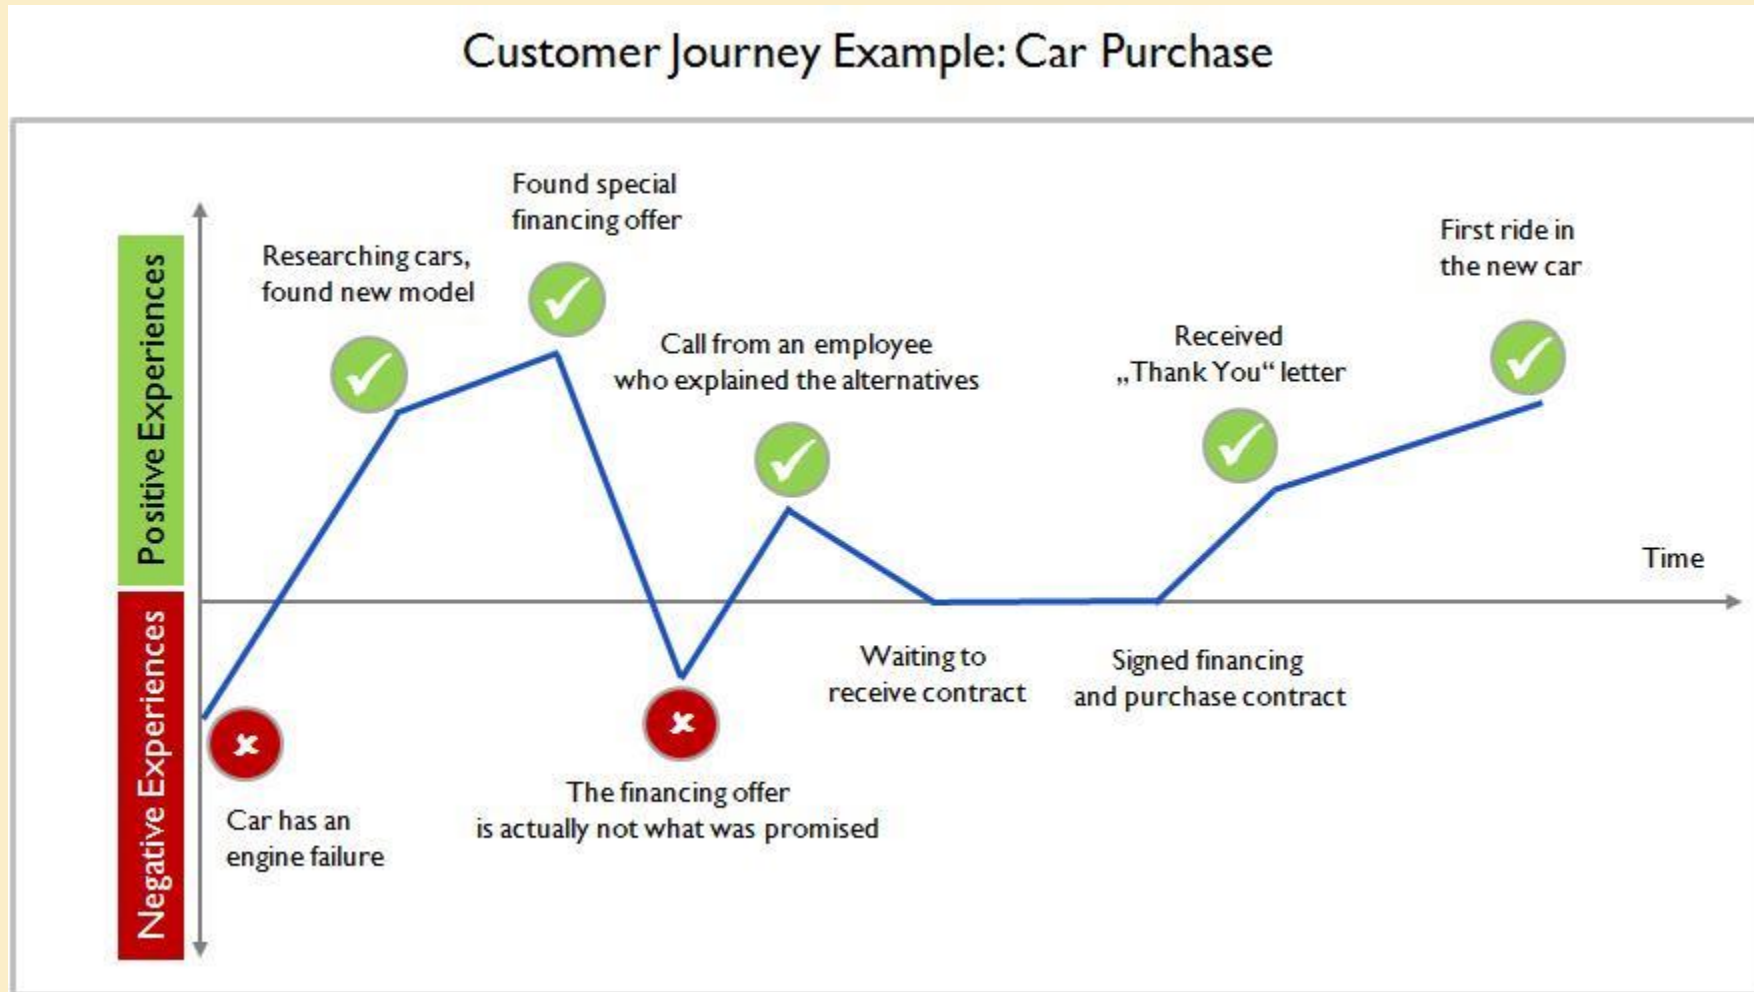 Customer Journey Example: Car Purchase
Positive Experiences
Negative Experiences
Researching cars,
found new model
Found special
financing offer
Call from an employee
who explained the alternatives
Received
„Thank You“ letter
First ride in
the new car
Time
Car has an
engine failure
The financing offer
is actually not what was promised
Waiting to
receive contract
Signed financing
and purchase contract